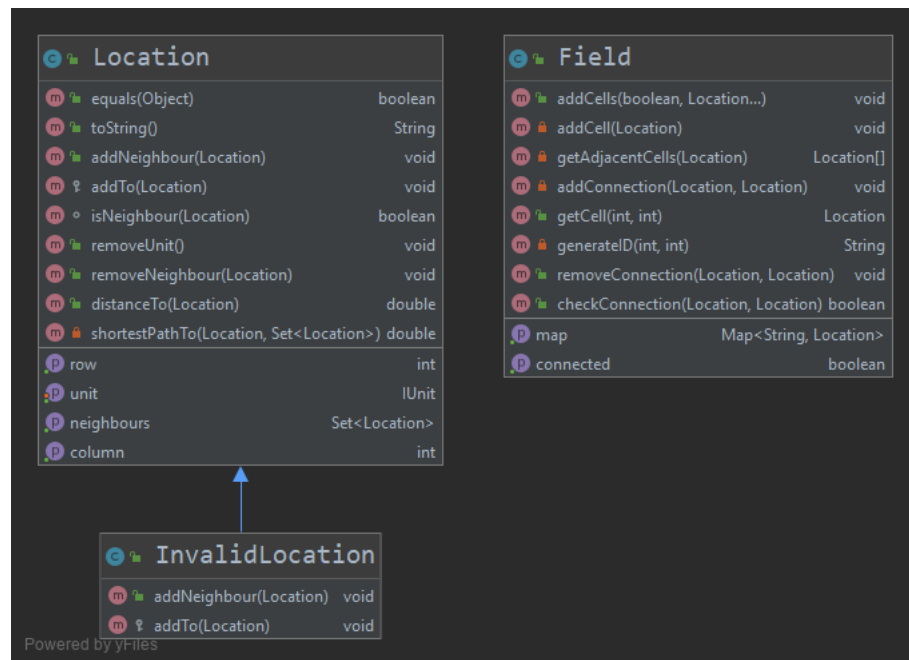 Location
equals(Object) boolean
toString() String
addNeighbour(Location) void
addTo(Location) void
isNeighbour(Location) boolean
removeUnit() void
removeNeighbour(Location) void
distanceTo(Location) double
shortestPathTo(Location, Set<Location>) double
row int
unit IUnit
neighbours Set<Location>
column int
Field
addCells(boolean, Location...) void
addCell(Location) void
getAdjacentCells(Location) Location[]
addConnection(Location, Location) void
getCell(int, int) Location
generateID(int, int) String
removeConnection(Location, Location) void
checkConnection(Location, Location) boolean
map Map<String, Location>
connected boolean
InvalidLocation
addNeighbour(Location) void
addTo(Location) void
Powered by yFiles